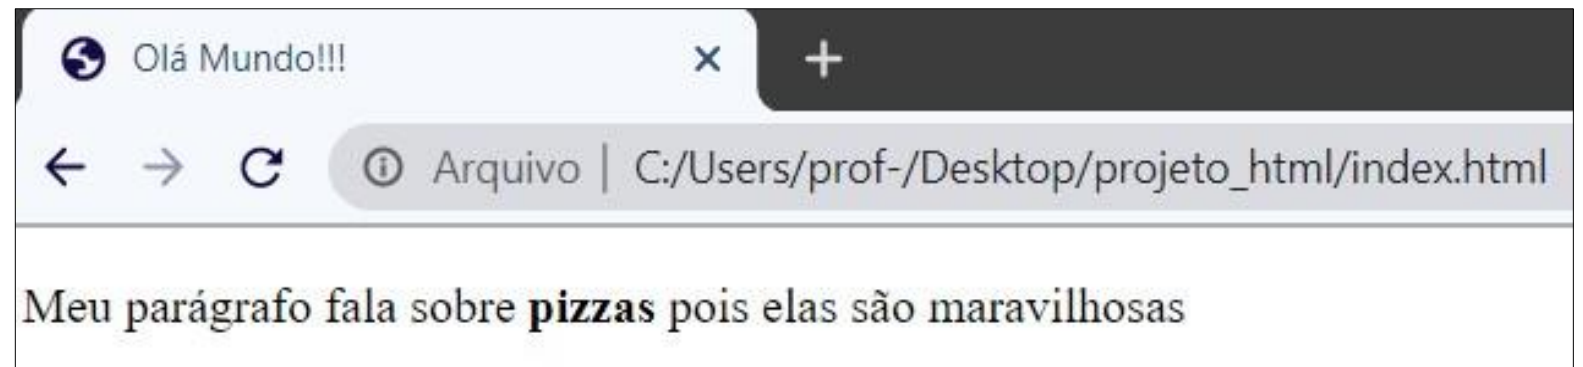 Olá Mundo!!!
Arquivo | C:/Users/prof-/Desktop/projeto_html/index.html
Meu parágrafo fala sobre pizzas pois elas são maravilhosas